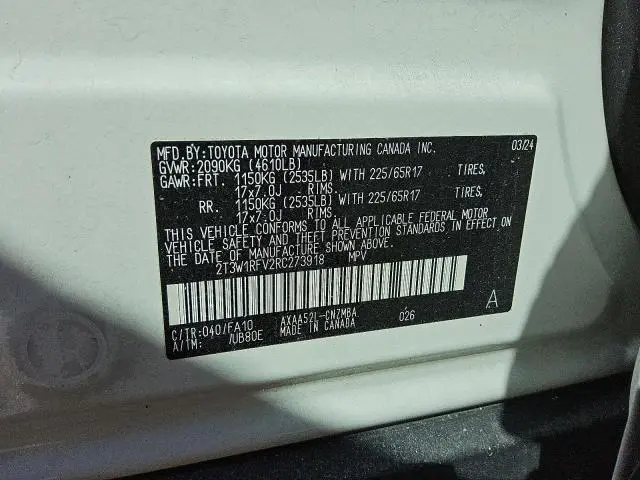 MFD.BY:TOYOTA MOTOR MANUFACTURING CANADA INC. 03/24
GVWR:2090KG (4610LB)
GAWR:FRT. 1150KG (2535LB) WITH 225/65R17 TIRES,
17x7.0J RIMS.
RR. 1150KG (2535LB) WITH 225/65R17 TIRES,
17x7.0J RIMS.
THIS VEHICLE CONFORMS TO ALL APPLICABLE FEDERAL MOTOR
VEHICLE SAFETY AND THEFT PREVENTION STANDARDS IN EFFECT ON
THE DATE OF MANUFACTURE SHOWN ABOVE.
2T3W1RFV2RC273918 MPV
A
C/TR:040/FA10 AXAA52L-CNZMBA 026
A/TM: /UB80E MADE IN CANADA